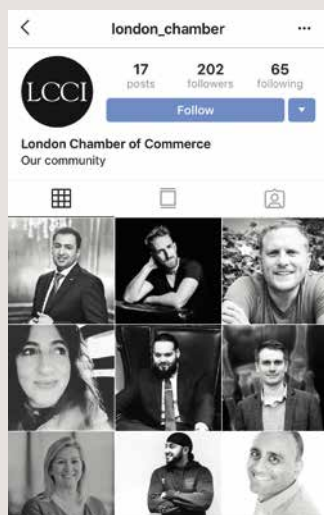 london_chamber
LCCI
17 202 65
posts followers following
Follow
London Chamber of Commerce
Our community